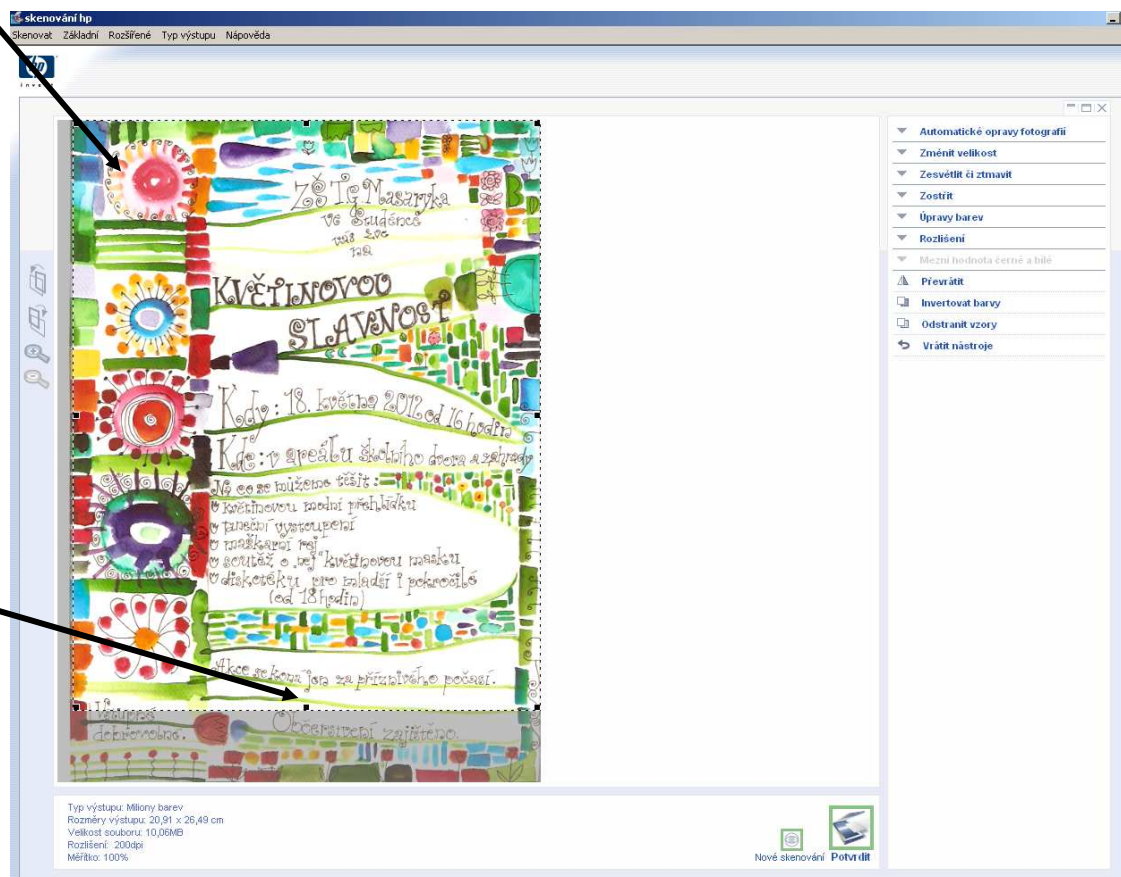 skenování hp
Skenovat Základní Rozšířené Typ výstupu Nápověda
hp
invent
Automatické opravy fotografií
Změnit velikost
Zesvětlit či ztmavit
Zostřit
Úpravy barev
Rozlišení
Mezní hodnota černé a bílé
Převrátit
Invertovat barvy
Odstranit vzory
Vrátit nástroje
ZŠ T.G. Masaryka
ve Studénce
vás zve
na
KVĚTINOVOU
SLAVNOST
Kdy: 18. května 2012 od 16 hodin
Kde: v areálu školního dvora a zahrady
Na co se můžeme těšit:
květinovou modní přehlídku
taneční vystoupení
maškarní rej
soutěž o „nej“ květinovou masku
diskotéku pro mladší i pokročilé
(od 18 hodin)
Akce se koná jen za příznivého počasí.
Vstupné
dobrovolné.
Občerstvení zajištěno.
Typ výstupu: Miliony barev
Rozměry výstupu: 20,91 x 26,49 cm
Velikost souboru: 10,06MB
Rozlišení: 200dpi
Měřítko: 100%
Nové skenování Potvrdit